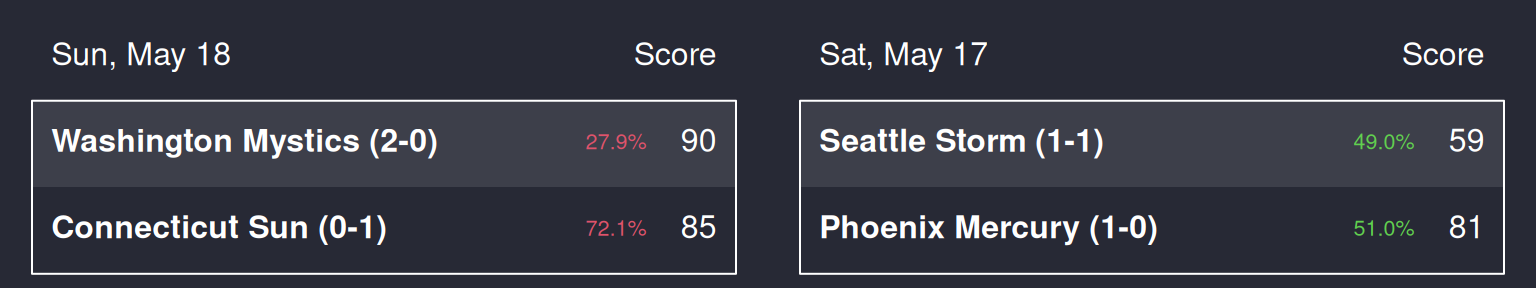 Sun, May 18 Score
Washington Mystics (2-0) 27.9% 90
Connecticut Sun (0-1) 72.1% 85
Sat, May 17 Score
Seattle Storm (1-1) 49.0% 59
Phoenix Mercury (1-0) 51.0% 81